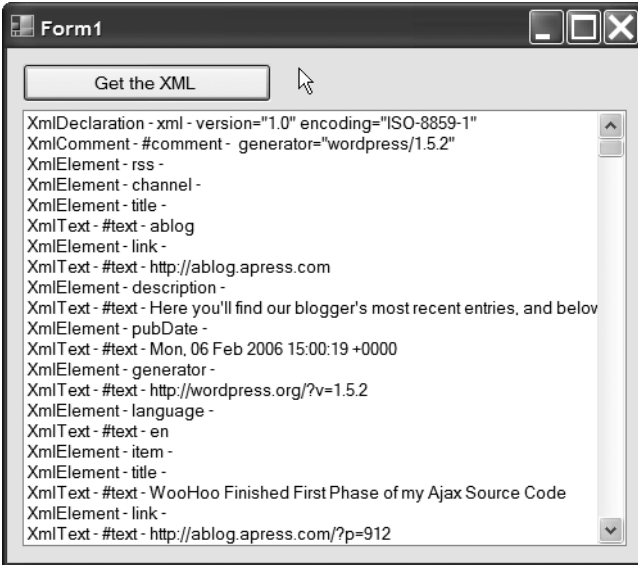 Form1
Get the XML
XmlDeclaration - xml - version="1.0" encoding="ISO-8859-1"
XmlComment - #comment -  generator="wordpress/1.5.2"
XmlElement - rss -
XmlElement - channel -
XmlElement - title -
XmlText - #text - ablog
XmlElement - link -
XmlText - #text - http://ablog.apress.com
XmlElement - description -
XmlText - #text - Here you'll find our blogger's most recent entries, and below
XmlElement - pubDate -
XmlText - #text - Mon, 06 Feb 2006 15:00:19 +0000
XmlElement - generator -
XmlText - #text - http://wordpress.org/?v=1.5.2
XmlElement - language -
XmlText - #text - en
XmlElement - item -
XmlElement - title -
XmlText - #text - WooHoo Finished First Phase of my Ajax Source Code
XmlElement - link -
XmlText - #text - http://ablog.apress.com/?p=912